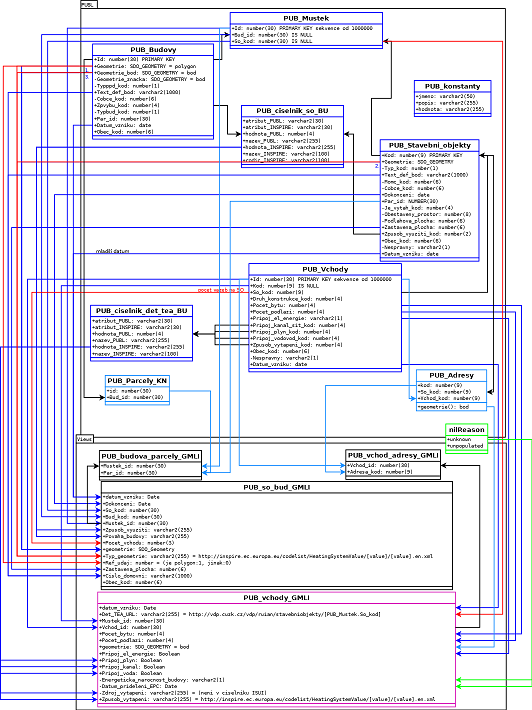 PUBL
PUB_Mustek
+Id: number(30) PRIMARY KEY sekvence od 1000000
+Bud_id: number(30) IS NULL
+So_kod: number(30) IS NULL
PUB_Budovy
+Id: number(30) PRIMARY KEY
+Geometrie: SDO_GEOMETRY = polygon
+Geometrie_bod: SDO_GEOMETRY = bod
+Geometrie_znacka: SDO_GEOMETRY = bod
-Typppd_kod: number(1)
+Text_def_bod: varchar2(1000)
-Cobce_kod: number(6)
+Zpvybu_kod: number(4)
-Typbud_kod: number(1)
+Par_id: number(30)
+Datum_vzniku: date
+Obec_kod: number(6)
PUB_konstanty
+jmeno: varchar2(50)
+popis: varchar2(255)
+hodnota: varchar2(255)
PUB_ciselnik_so_BU
+atribut_PUBL: varchar2(30)
+atribut_INSPIRE: varchar2(30)
+hodnota_PUBL: number(4)
+nazev_PUBL: varchar2(255)
+hodnota_INSPIRE: varchar2(255)
+nazev_INSPIRE: varchar2(100)
+rodic_INSPIRE: varchar2(100)
PUB_Stavebni_objekty
+Kod: number(9) PRIMARY KEY
+Geometrie: SDO_GEOMETRY
-Typ_kod: number(1)
+Text_def_bod: varchar2(1000)
-Momc_kod: number(6)
-Cobce_kod: number(6)
+Dokonceni: date
+Par_id: NUMBER(30)
-Je_vytah_kod: number(4)
-Obestaveny_prostor: number(8)
-Podlahova_plocha: number(8)
+Zastavena_plocha: number(6)
+Zpusob_vyuziti_kod: number(2)
+Obec_kod: number(6)
-Nespravny: varchar2(1)
+Datum_vzniku: date
mladší datum
2
PUB_Vchody
+Id: number(30) PRIMARY KEY sekvence od 1000000
+Kod: number(9) IS NULL
+So_kod: number(9)
+Druh_konstrukce_kod: number(4)
+Pocet_bytu: number(4)
+Pocet_podlazi: number(4)
+Pripoj_el_energie: varchar(1)
+Pripoj_kanal_sit_kod: number(4)
+Pripoj_plyn_kod: number(4)
+Pripoj_vodovod_kod: number(4)
+Zpusob_vytapeni_kod: number(4)
+Obec_kod: number(6)
-Nespravny: varchar2(1)
+Datum_vzniku: date
pocet vazeb na SO
PUB_ciselnik_det_tea_BU
+atribut_PUBL: varchar2(30)
+atribut_INSPIRE: varchar2(30)
+hodnota_PUBL: number(4)
+nazev_PUBL: varchar2(255)
+hodnota_INSPIRE: varchar2(255)
+nazev_INSPIRE: varchar2(100)
PUB_Parcely_KN
+id: number(30)
+Bud_id: number(30)
PUB_Adresy
+kod: number(9)
+So_kod: number(9)
+Vchod_kod: number(9)
+geometrie(): bod
nilReason
+unknown
+unpopulated
Views
PUB_budova_parcely_GMLI
+Mustek_id: number(30)
+Par_id: number(30)
PUB_vchod_adresy_GMLI
+Vchod_id: number(30)
+Adresa_kod: number(9)
PUB_so_bud_GMLI
+datum_vzniku: Date
+Dokonceni: Date
+So_kod: number(30)
+Bud_kod: number(30)
+Mustek_id: number(30)
+Zpusob_vyuziti: varchar2(255)
+Povaha_budovy: varchar2(255)
+Pocet_vchodu: number(5)
+geometrie: SDO_Geometry
+Typ_geometrie: varchar2(255) = http://inspire.ec.europa.eu/codelist/HeatingSystemValue/[value]/[value].en.xml
+Ref_udaj: number = (je polygon:1, jinak:0)
+Zastavena_plocha: number(6)
+Cislo_domovni: varchar2(1000)
+Obec_kod: number(6)
PUB_vchody_GMLI
+datum_vzniku: Date
+Det_TEA_URL: varchar2(255) = http://vdp.cuzk.cz/vdp/ruian/stavebniobjekty/[PUB_Mustek.So_kod]
+Mustek_id: number(30)
+Vchod_id: number(30)
+Pocet_bytu: number(4)
+Pocet_podlazi: number(4)
+geometrie: SDO_GEOMETRY = bod
+Pripoj_el_energie: Boolean
+Pripoj_plyn: Boolean
+Pripoj_kanal: Boolean
+Pripoj_voda: Boolean
-Energeticka_narocnost_budovy: varchar2(1)
-Datum_prideleni_EPC: Date
-Zdroj_vytapeni: varchar2(255) = (neni v ciselniku ISUI)
+Zpusob_vytapeni: varchar2(255) = http://inspire.ec.europa.eu/codelist/HeatingSystemValue/[value]/[value].en.xml